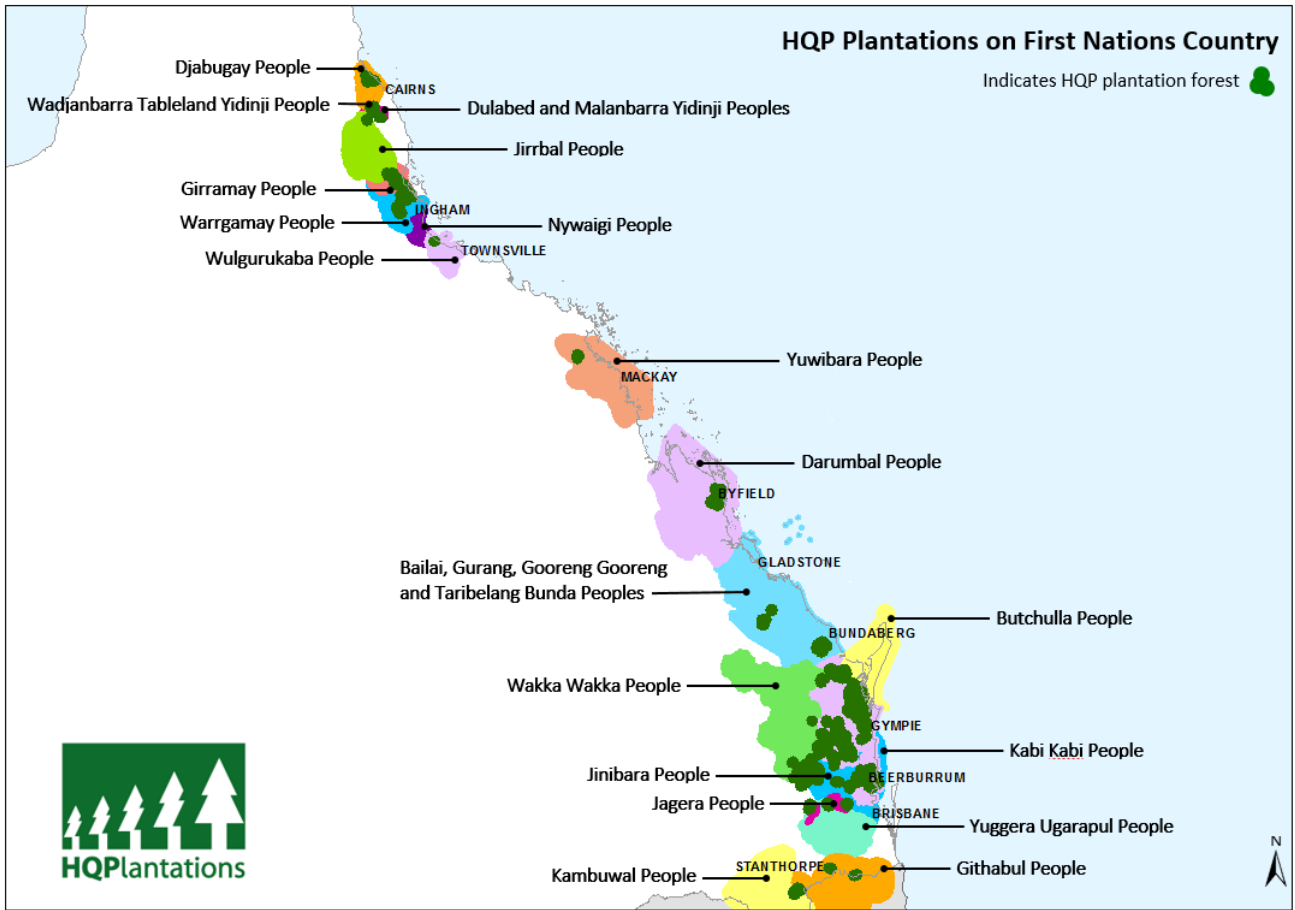 HQP Plantations on First Nations Country
Indicates HQP plantation forest
Djabugay People
CAIRNS
Wadjanbarra Tableland Yidinji People
Dulabed and Malanbarra Yidinji Peoples
Jirrbal People
Girramay People
INGHAM
Warrgamay People
Nywaigi People
TOWNSVILLE
Wulgurukaba People
Yuwibara People
MACKAY
Darumbal People
BYFIELD
GLADSTONE
Bailai, Gurang, Gooreng Gooreng
and Taribelang Bunda Peoples
Butchulla People
BUNDABERG
Wakka Wakka People
GYMPIE
Kabi Kabi People
Jinibara People
BEERBURRUM
Jagera People
BRISBANE
Yuggera Ugarapul People
STANTHORPE
Githabul People
Kambuwal People
HQPlantations
N